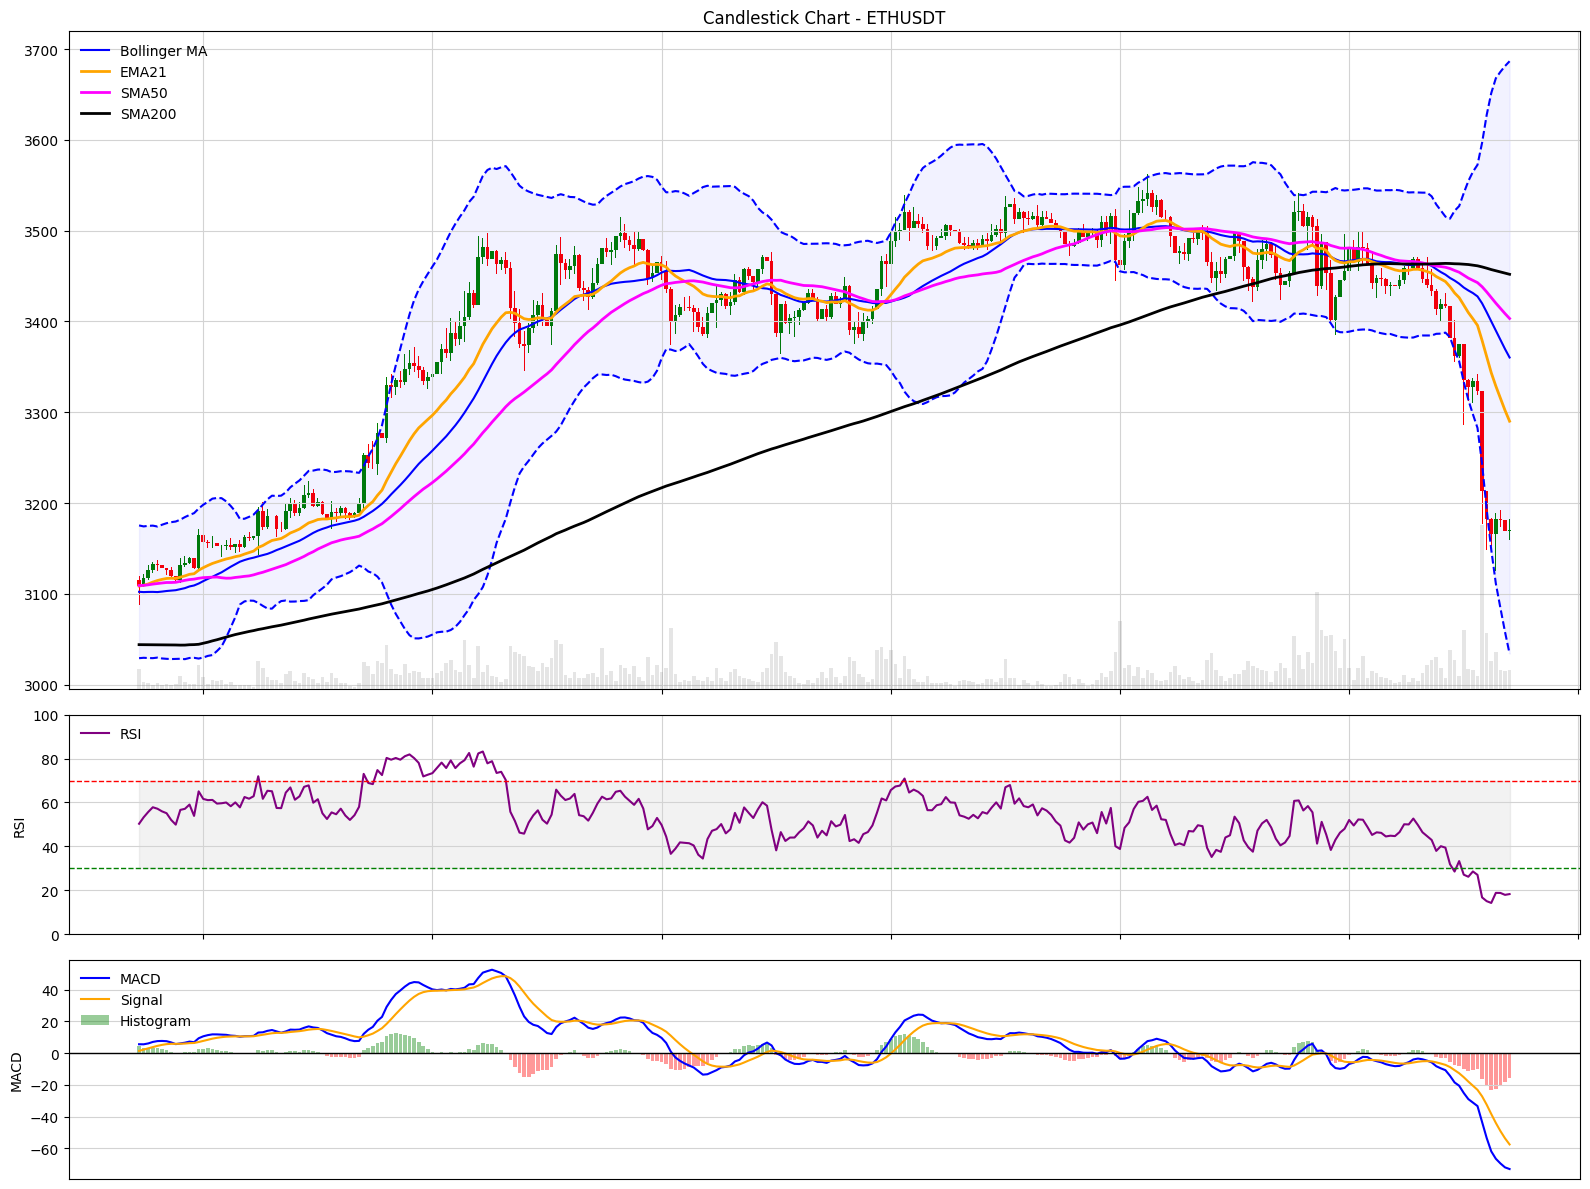 Candlestick Chart - ETHUSDT
Bollinger MA
EMA21
SMA50
SMA200
3700
3600
3500
3400
3300
3200
3100
3000
RSI
RSI
100
80
60
40
20
0
MACD
Signal
Histogram
MACD
40
20
0
−20
−40
−60